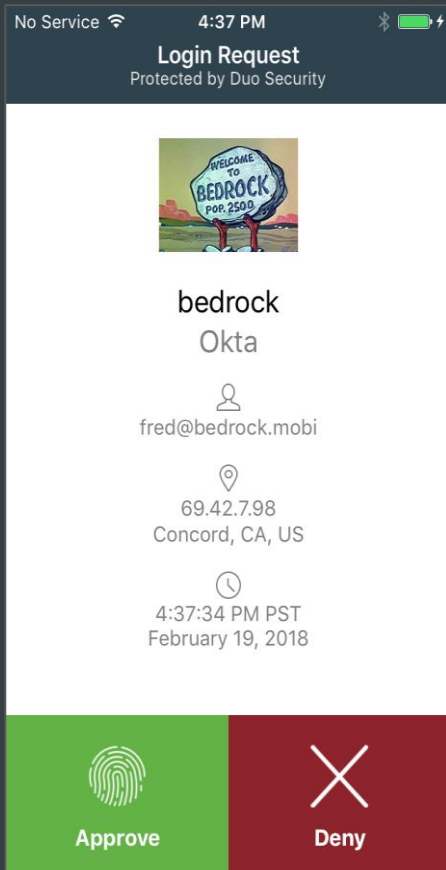 No Service 4:37 PM
Login Request
Protected by Duo Security
WELCOME
TO
BEDROCK
POP. 2500
bedrock
Okta
fred@bedrock.mobi
69.42.7.98
Concord, CA, US
4:37:34 PM PST
February 19, 2018
Approve Deny